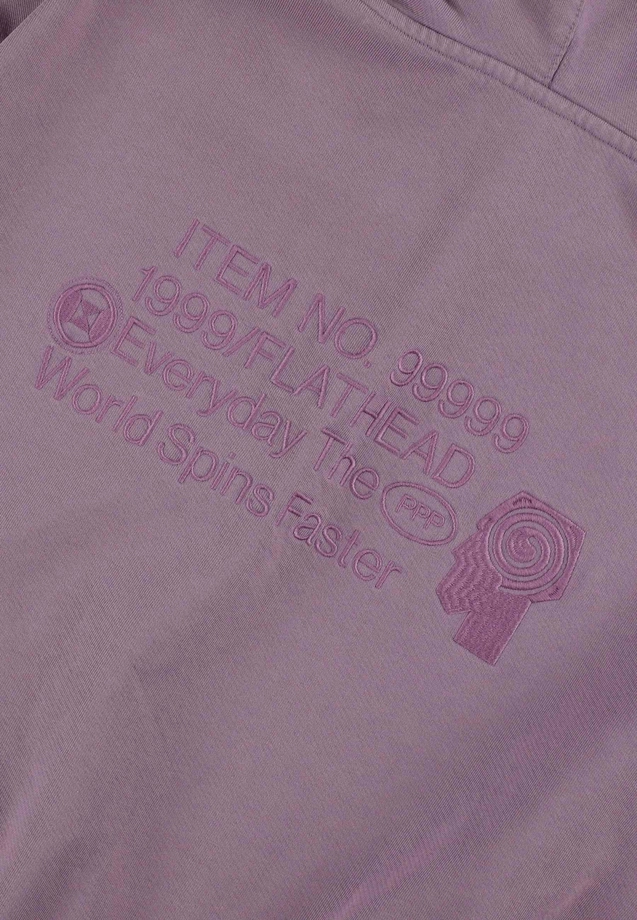 ITEM NO. 99999
1999/FLATHEAD
Everyday The PPP
World Spins Faster